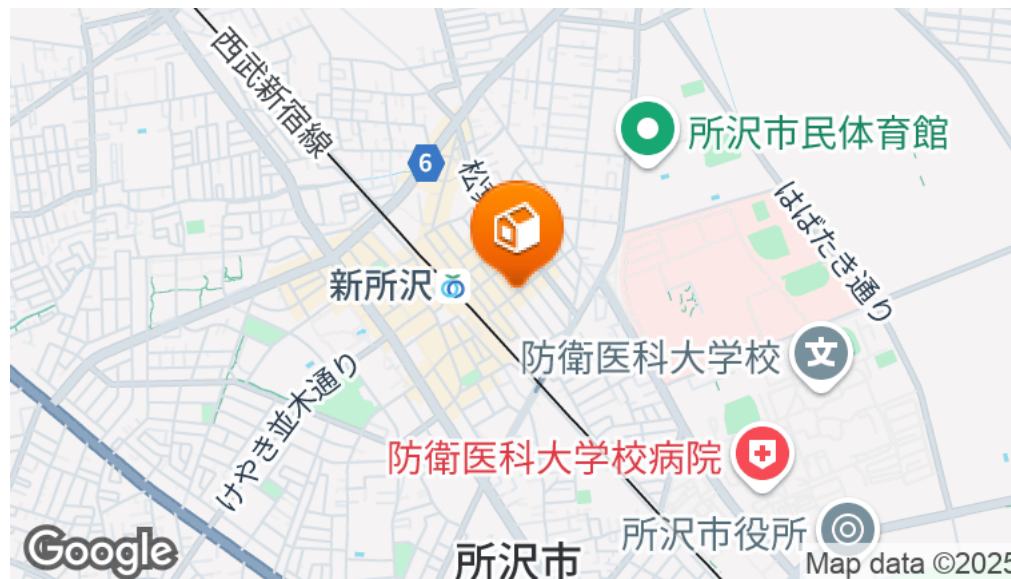 西武新宿線
6
所沢市民体育館
はばたき通り
新所沢
防衛医科大学校
文
けやき並木通り
防衛医科大学校病院
所沢市役所
所沢市
Google
Map data ©2025